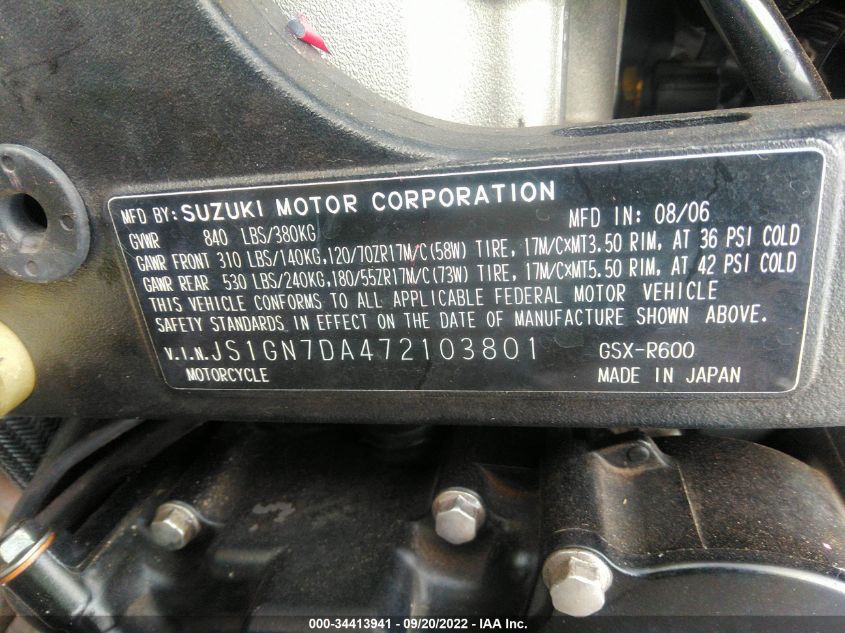 MFD BY: SUZUKI MOTOR CORPORATION MFD IN: 08/06
GVWR 840 LBS/380KG
GAWR FRONT 310 LBS/140KG,120/70ZR17M/C(58W) TIRE, 17M/C×MT3.50 RIM, AT 36 PSI COLD
GAWR REAR 530 LBS/240KG,180/55ZR17M/C(73W) TIRE, 17M/C×MT5.50 RIM, AT 42 PSI COLD
THIS VEHICLE CONFORMS TO ALL APPLICABLE FEDERAL MOTOR VEHICLE
SAFETY STANDARDS IN EFFECT ON THE DATE OF MANUFACTURE SHOWN ABOVE.
V.I.N. JS1GN7DA472103801 GSX-R600
MOTORCYCLE MADE IN JAPAN
000-34413941 - 09/20/2022 - IAA Inc.